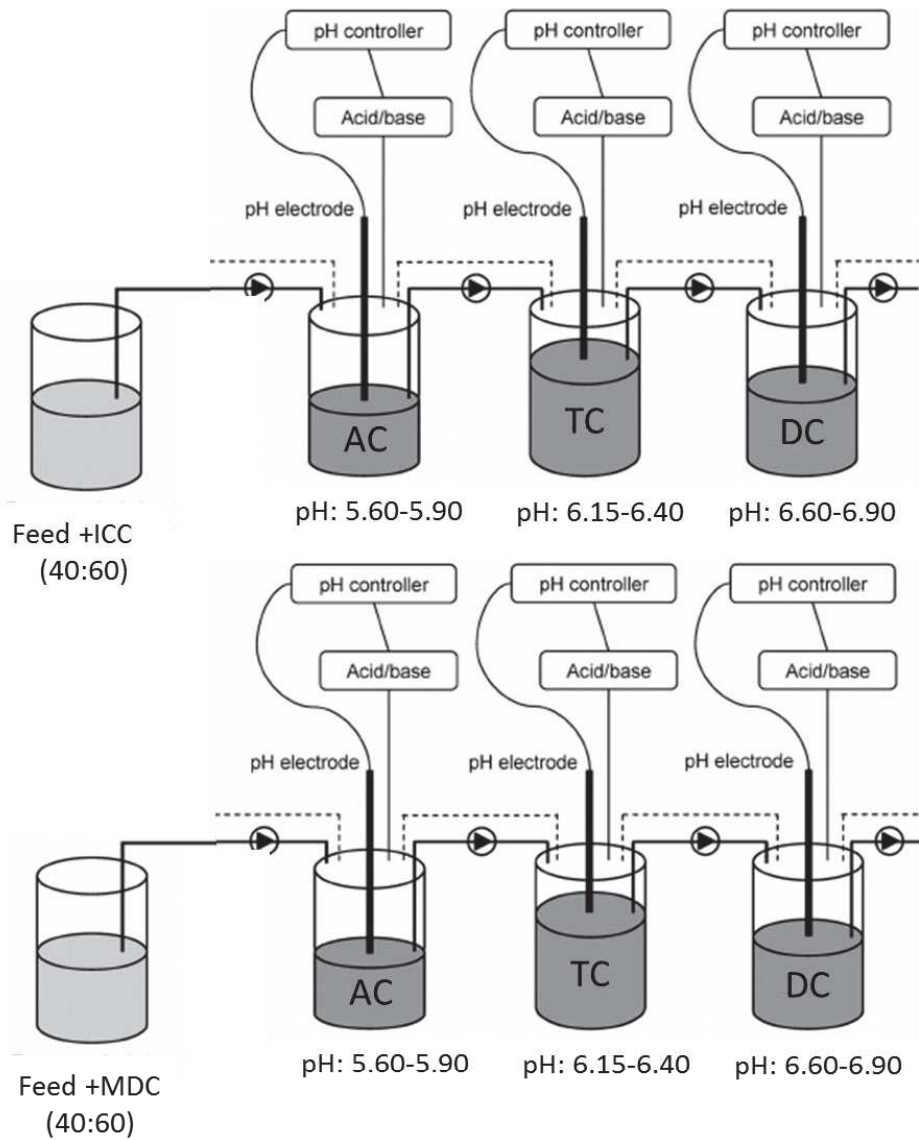 pH controller pH controller pH controller
Acid/base Acid/base Acid/base
pH electrode pH electrode pH electrode
AC TC DC
pH: 5.60-5.90 pH: 6.15-6.40 pH: 6.60-6.90
Feed +ICC
(40:60)
pH controller pH controller pH controller
Acid/base Acid/base Acid/base
pH electrode pH electrode pH electrode
AC TC DC
pH: 5.60-5.90 pH: 6.15-6.40 pH: 6.60-6.90
Feed +MDC
(40:60)